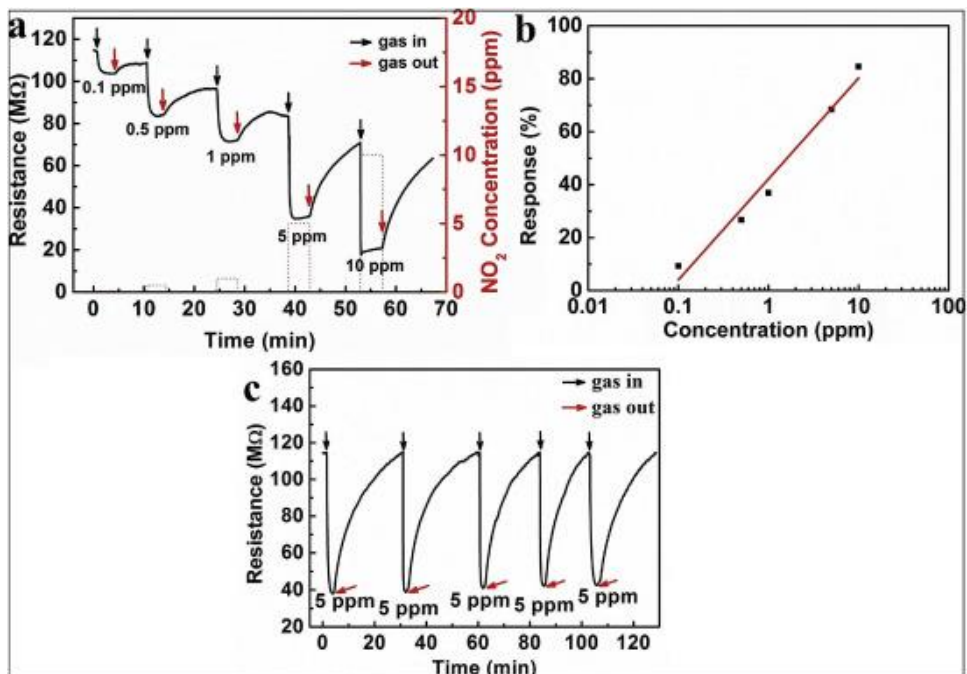 a
gas in
gas out
0.1 ppm
0.5 ppm
1 ppm
5 ppm
10 ppm
Resistance (MΩ)
120
100
80
60
40
20
0
NO2 Concentration (ppm)
20
15
10
5
0
0 10 20 30 40 50 60 70
Time (min)
b
Response (%)
100
80
60
40
20
0
0.01 0.1 1 10 100
Concentration (ppm)
c
gas in
gas out
Resistance (MΩ)
160
140
120
100
80
60
40
20
5 ppm 5 ppm 5 ppm 5 ppm 5 ppm
0 20 40 60 80 100 120
Time (min)